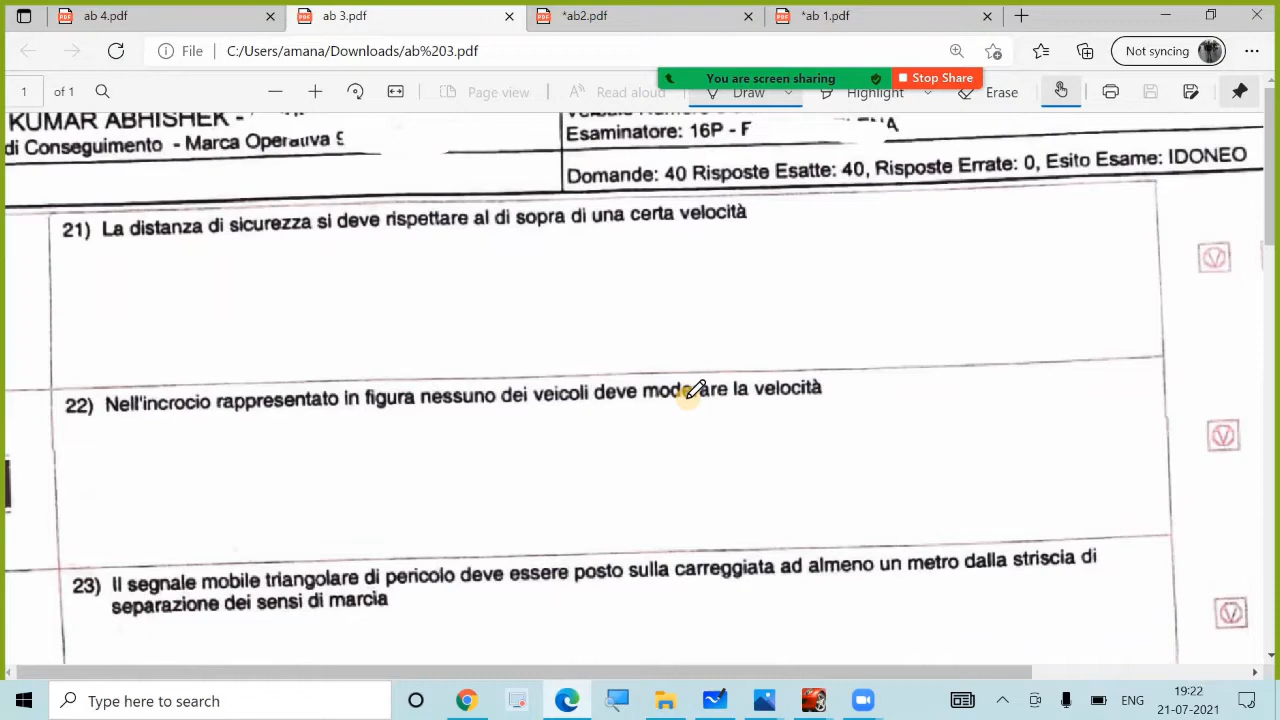 ab 4.pdf
ab 3.pdf
*ab2.pdf
*ab 1.pdf
File
C:/Users/amana/Downloads/ab%203.pdf
Not syncing
You are screen sharing
Stop Share
1 of 1
Page view
Read aloud
Draw
Highlight
Erase
KUMAR ABHISHEK -
di Conseguimento - Marca Operativa
Esaminatore: 16P - F
Domande: 40 Risposte Esatte: 40, Risposte Errate: 0, Esito Esame: IDONEO
21) La distanza di sicurezza si deve rispettare al di sopra di una certa velocità
V
22) Nell'incrocio rappresentato in figura nessuno dei veicoli deve moderare la velocità
V
23) Il segnale mobile triangolare di pericolo deve essere posto sulla carreggiata ad almeno un metro dalla striscia di
separazione dei sensi di marcia
V
Type here to search
ENG
19:22
21-07-2021